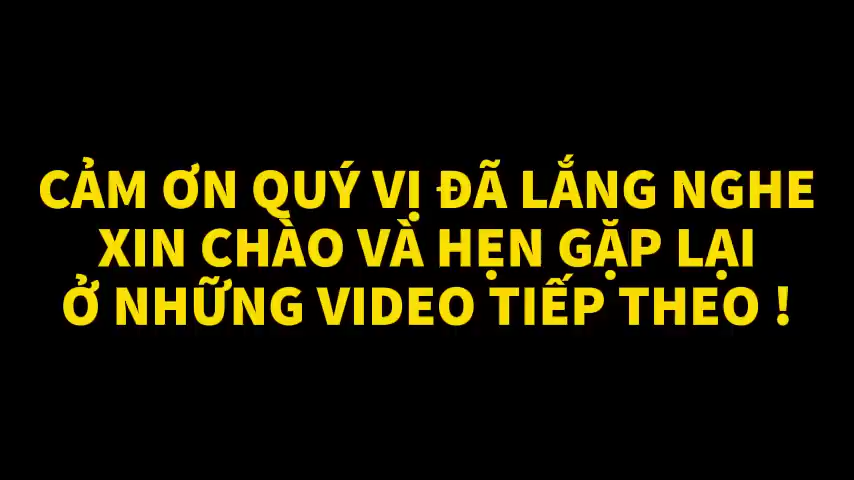 CẢM ƠN QUÝ VỊ ĐÃ LẮNG NGHE
XIN CHÀO VÀ HẸN GẶP LẠI
Ở NHỮNG VIDEO TIẾP THEO !